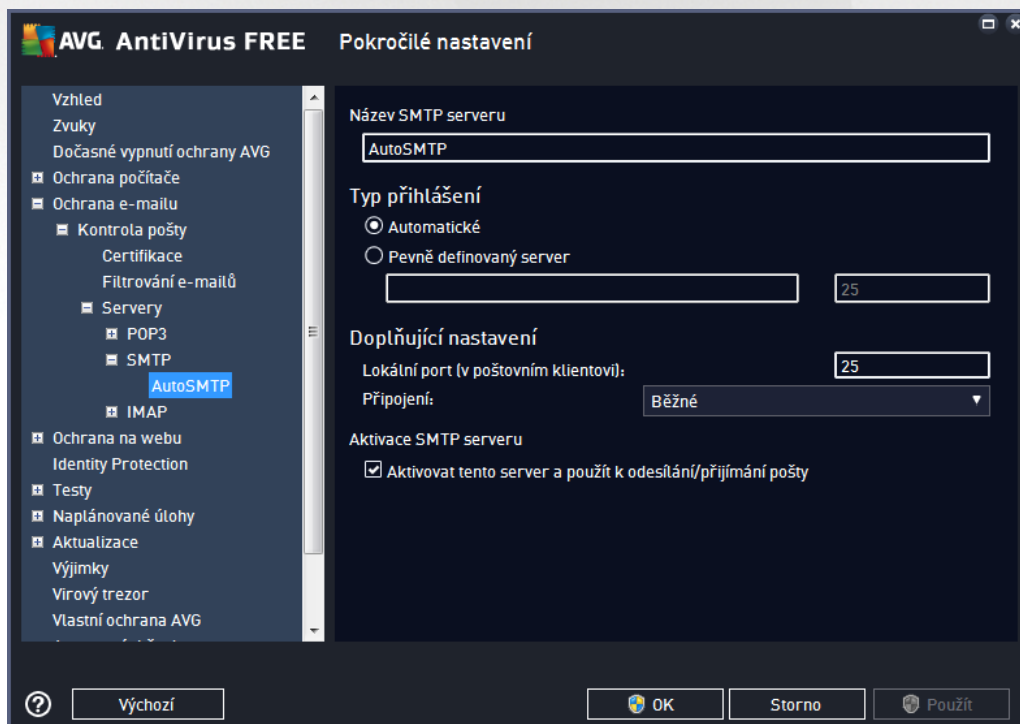 AVG. AntiVirus FREE Pokročilé nastavení
Vzhled
Zvuky
Dočasné vypnutí ochrany AVG
Ochrana počítače
Ochrana e-mailu
Kontrola pošty
Certifikace
Filtrování e-mailů
Servery
POP3
SMTP
AutoSMTP
IMAP
Ochrana na webu
Identity Protection
Testy
Naplánované úlohy
Aktualizace
Výjimky
Virový trezor
Vlastní ochrana AVG
Název SMTP serveru
AutoSMTP
Typ přihlášení
Automatické
Pevně definovaný server
25
Doplňující nastavení
Lokální port (v poštovním klientovi): 25
Připojení: Běžné
Aktivace SMTP serveru
Aktivovat tento server a použít k odesílání/přijímání pošty
Výchozí OK Storno Použít